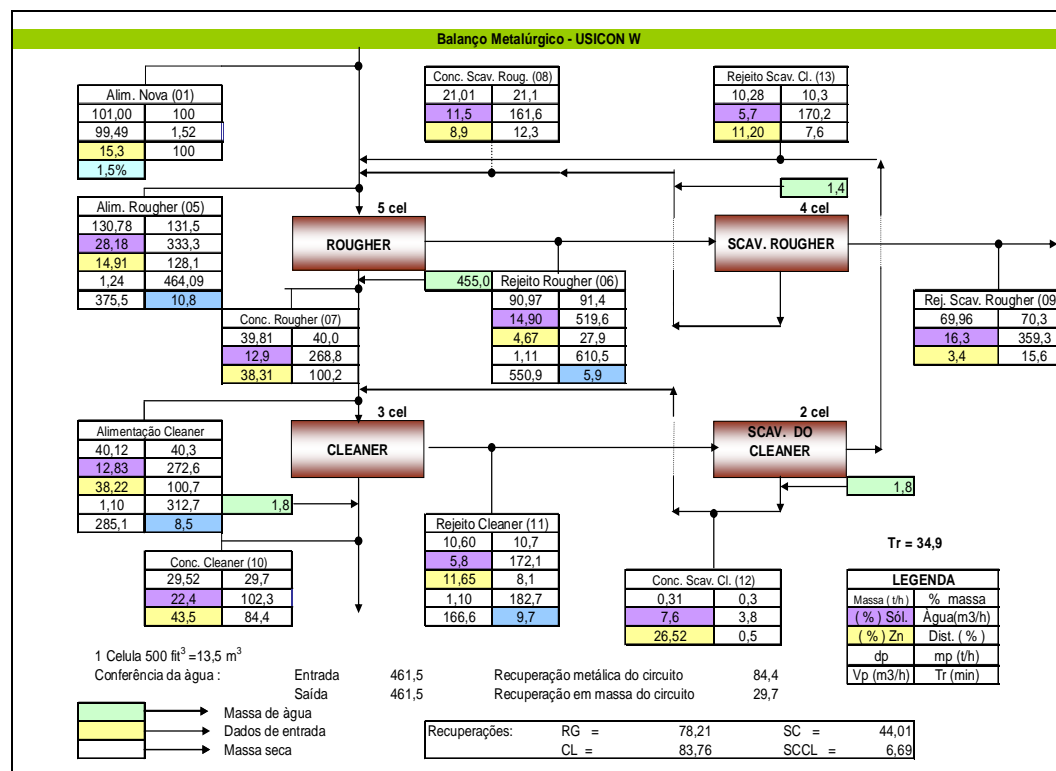 Balanço Metalúrgico - USICON W
Alim. Nova (01)
101,00 100
99,49 1,52
15,3 100
1,5%
Conc. Scav. Roug. (08)
21,01 21,1
11,5 161,6
8,9 12,3
Rejeito Scav. Cl. (13)
10,28 10,3
5,7 170,2
11,20 7,6
1,4
Alim. Rougher (05)
130,78 131,5
28,18 333,3
14,91 128,1
1,24 464,09
375,5 10,8
5 cel
ROUGHER
4 cel
SCAV. ROUGHER
455,0
Rejeito Rougher (06)
90,97 91,4
14,90 519,6
4,67 27,9
1,11 610,5
550,9 5,9
Rej. Scav. Rougher (09
69,96 70,3
16,3 359,3
3,4 15,6
Conc. Rougher (07)
39,81 40,0
12,9 268,8
38,31 100,2
3 cel
CLEANER
2 cel
SCAV. DO
CLEANER
Alimentação Cleaner
40,12 40,3
12,83 272,6
38,22 100,7
1,10 312,7
285,1 8,5
1,8
1,8
Rejeito Cleaner (11)
10,60 10,7
5,8 172,1
11,65 8,1
1,10 182,7
166,6 9,7
Conc. Cleaner (10)
29,52 29,7
22,4 102,3
43,5 84,4
Conc. Scav. Cl. (12)
0,31 0,3
7,6 3,8
26,52 0,5
Tr = 34,9
LEGENDA
Massa ( t/h) % massa
( % ) Sól. Àgua(m3/h)
( % ) Zn Dist. ( % )
dp mp (t/h)
Vp (m3/h) Tr (min)
1 Celula 500 fit³ =13,5 m³
Conferência da àgua : Entrada 461,5 Recuperação metálica do circuito 84,4
Saída 461,5 Recuperação em massa do circuito 29,7
Massa de àgua
Dados de entrada
Massa seca
Recuperações: RG = 78,21 SC = 44,01
CL = 83,76 SCCL = 6,69